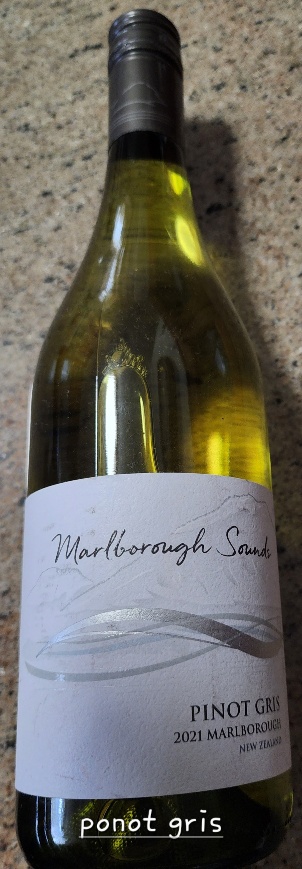 Marlborough Sounds
PINOT GRIS
2021 MARLBOROUGH
NEW ZEALAND
ponot gris